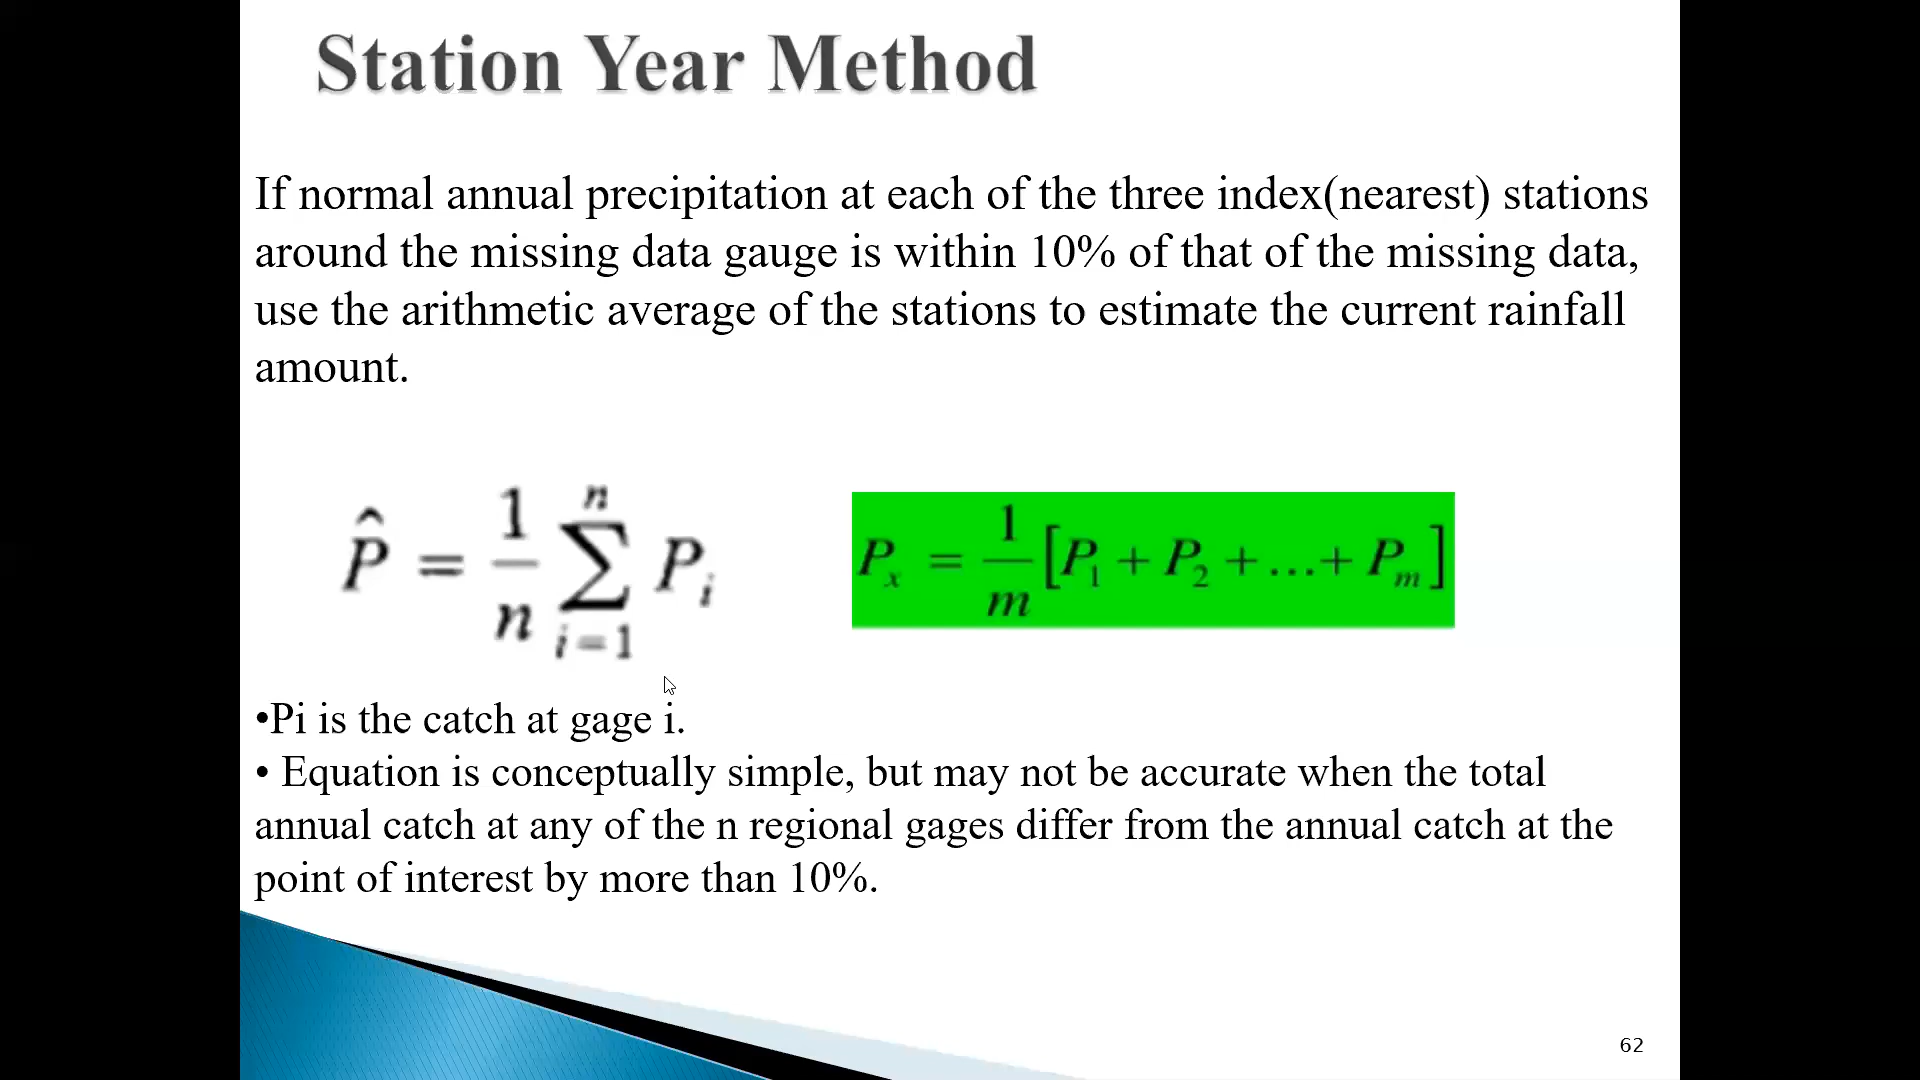 Station Year Method
If normal annual precipitation at each of the three index(nearest) stations
around the missing data gauge is within 10% of that of the missing data,
use the arithmetic average of the stations to estimate the current rainfall
amount.
P̂ = 1/n ∑_{i=1}^{n} P_i
P_x = 1/m [P_1 + P_2 + ...+ P_m]
•Pi is the catch at gage i.
• Equation is conceptually simple, but may not be accurate when the total
annual catch at any of the n regional gages differ from the annual catch at the
point of interest by more than 10%.
62